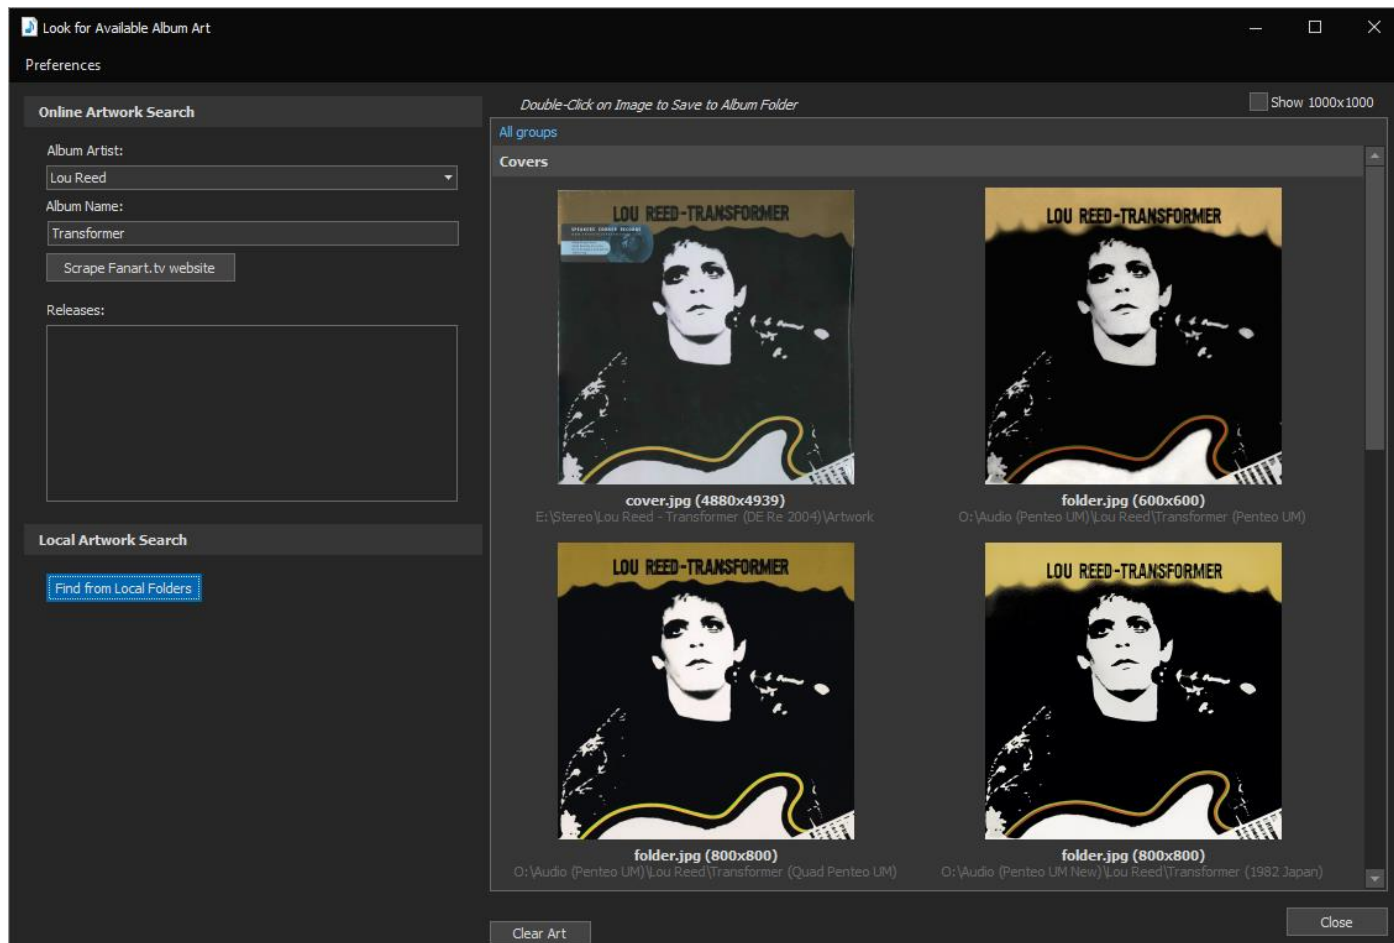 Look for Available Album Art
Preferences
Online Artwork Search
Album Artist:
Lou Reed
Album Name:
Transformer
Scrape Fanart.tv website
Releases:
Local Artwork Search
Find from Local Folders
Double-Click on Image to Save to Album Folder
Show 1000x1000
All groups
Covers
LOU REED-TRANSFORMER
cover.jpg (4880x4939)
E:\Stereo\Lou Reed - Transformer (DE Re 2004)\Artwork
LOU REED-TRANSFORMER
folder.jpg (600x600)
O:\Audio (Penteo UM)\Lou Reed\Transformer (Penteo UM)
LOU REED-TRANSFORMER
folder.jpg (800x800)
O:\Audio (Penteo UM)\Lou Reed\Transformer (Quad Penteo UM)
LOU REED-TRANSFORMER
folder.jpg (800x800)
O:\Audio (Penteo UM New)\Lou Reed\Transformer (1982 Japan)
Clear Art
Close